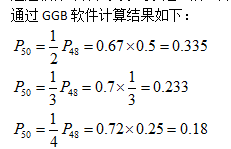 通过 GGB 软件计算结果如下：
P₅₀ = 1/2 P₄₈ = 0.67×0.5 = 0.335
P₅₀ = 1/3 P₄₈ = 0.7×1/3 = 0.233
P₅₀ = 1/4 P₄₈ = 0.72×0.25 = 0.18